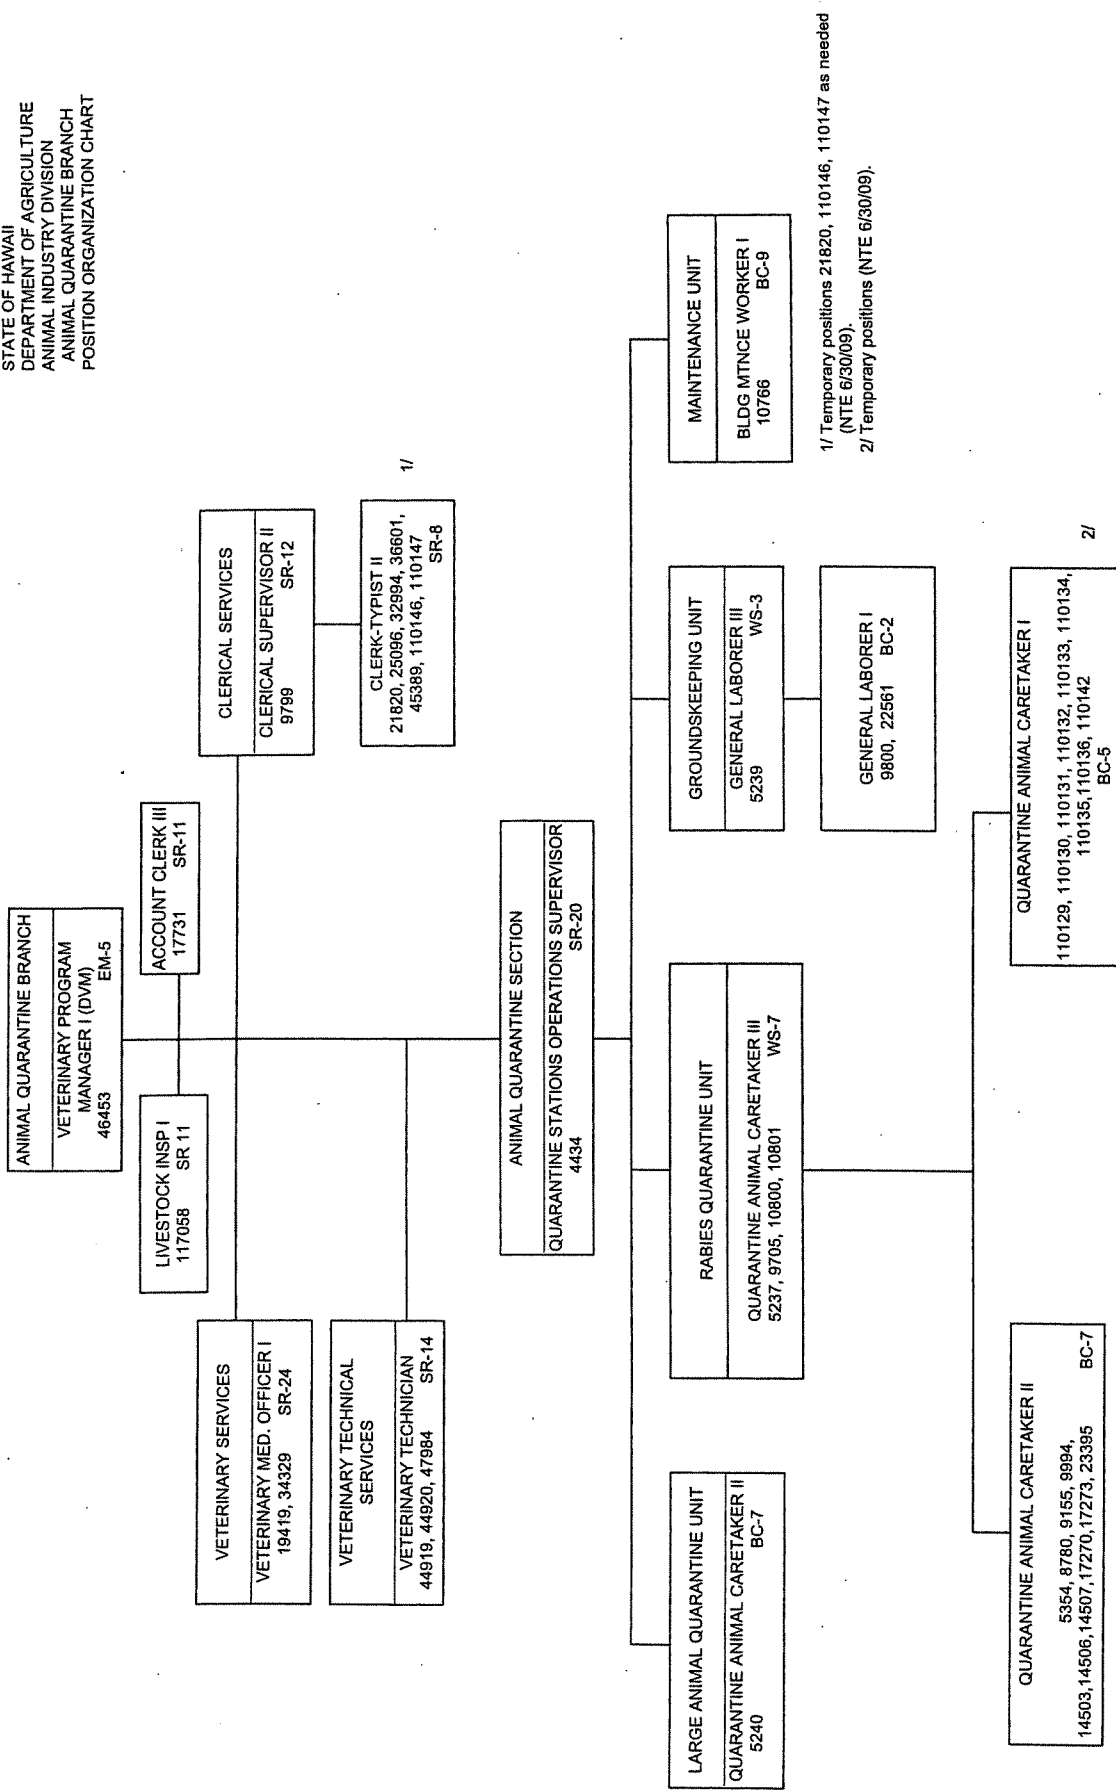 STATE OF HAWAII
DEPARTMENT OF AGRICULTURE
ANIMAL INDUSTRY DIVISION
ANIMAL QUARANTINE BRANCH
POSITION ORGANIZATION CHART
ANIMAL QUARANTINE BRANCH
VETERINARY PROGRAM
MANAGER I (DVM)
46453 EM-5
LIVESTOCK INSP I
117058 SR 11
ACCOUNT CLERK III
17731 SR-11
VETERINARY SERVICES
VETERINARY MED. OFFICER I
19419, 34329 SR-24
CLERICAL SERVICES
CLERICAL SUPERVISOR II
9799 SR-12
VETERINARY TECHNICAL
SERVICES
VETERINARY TECHNICIAN
44919, 44920, 47984 SR-14
CLERK-TYPIST II
21820, 25096, 32994, 36601,
45389, 110146, 110147
SR-8
1/
ANIMAL QUARANTINE SECTION
QUARANTINE STATIONS OPERATIONS SUPERVISOR
4434 SR-20
LARGE ANIMAL QUARANTINE UNIT
QUARANTINE ANIMAL CARETAKER II
5240 BC-7
RABIES QUARANTINE UNIT
QUARANTINE ANIMAL CARETAKER III
5237, 9705, 10800, 10801 WS-7
GROUNDSKEEPING UNIT
GENERAL LABORER III
5239 WS-3
MAINTENANCE UNIT
BLDG MTNCE WORKER I
10766 BC-9
GENERAL LABORER I
9800, 22561 BC-2
1/ Temporary positions 21820, 110146, 110147 as needed
(NTE 6/30/09).
2/ Temporary positions (NTE 6/30/09).
QUARANTINE ANIMAL CARETAKER II
5354, 8780, 9155, 9994,
14503,14506,14507,17270,17273, 23395 BC-7
QUARANTINE ANIMAL CARETAKER I
110129, 110130, 110131, 110132, 110133, 110134,
110135,110136, 110142
BC-5
2/